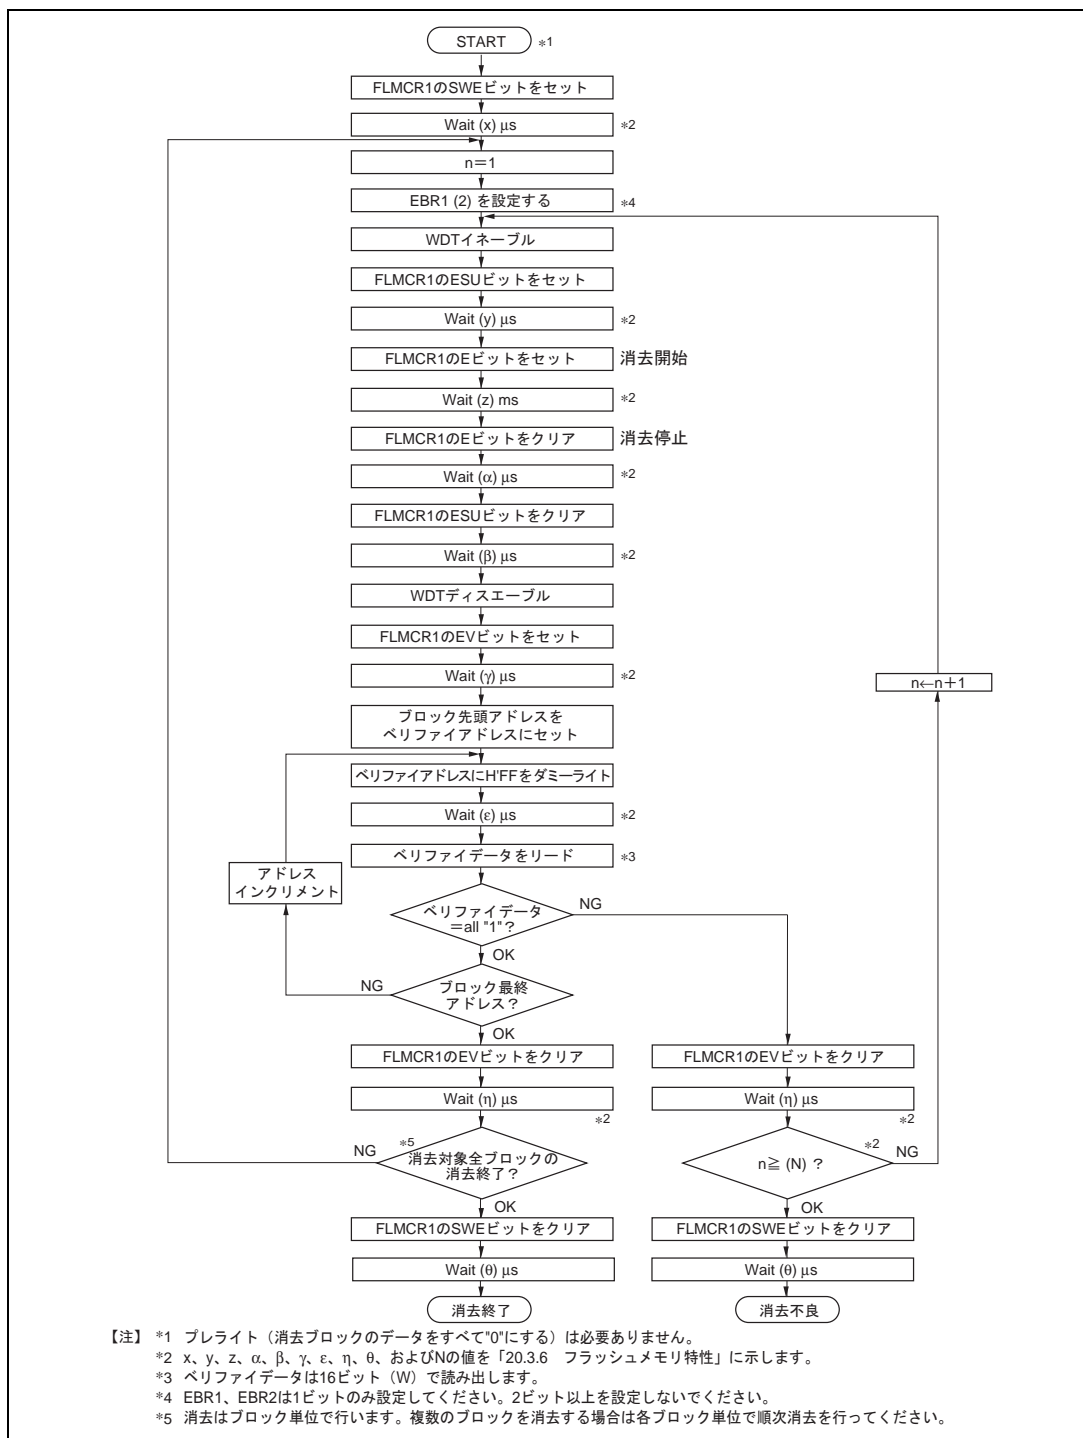 START *1
FLMCR1のSWEビットをセット
Wait (x) μs *2
n=1
EBR1 (2) を設定する *4
WDTイネーブル
FLMCR1のESUビットをセット
Wait (y) μs *2
FLMCR1のEビットをセット 消去開始
Wait (z) ms *2
FLMCR1のEビットをクリア 消去停止
Wait (α) μs *2
FLMCR1のESUビットをクリア
Wait (β) μs *2
WDTディスエーブル
FLMCR1のEVビットをセット
Wait (γ) μs *2
n←n+1
ブロック先頭アドレスを
ベリファイアドレスにセット
ベリファイアドレスにH'FFをダミーライト
Wait (ε) μs *2
ベリファイデータをリード *3
アドレス
インクリメント
ベリファイデータ
=all "1"?
NG
OK
ブロック最終
アドレス?
NG
OK
FLMCR1のEVビットをクリア
FLMCR1のEVビットをクリア
Wait (η) μs
*2
Wait (η) μs
*2
NG
*5
消去対象全ブロックの
消去終了?
*2
n≧ (N) ?
NG
OK
OK
FLMCR1のSWEビットをクリア
FLMCR1のSWEビットをクリア
Wait (θ) μs
Wait (θ) μs
消去終了
消去不良
【注】 *1 プレライト(消去ブロックのデータをすべて"0"にする)は必要ありません。
*2 x、y、z、α、β、γ、ε、η、θ、およびNの値を「20.3.6 フラッシュメモリ特性」に示します。
*3 ベリファイデータは16ビット(W)で読み出します。
*4 EBR1、EBR2は1ビットのみ設定してください。2ビット以上を設定しないでください。
*5 消去はブロック単位で行います。複数のブロックを消去する場合は各ブロック単位で順次消去を行ってください。